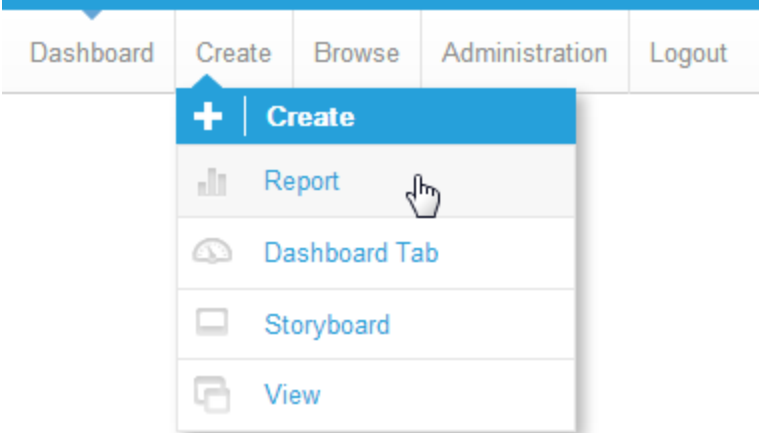 Dashboard Create Browse Administration Logout
Create
Report
Dashboard Tab
Storyboard
View